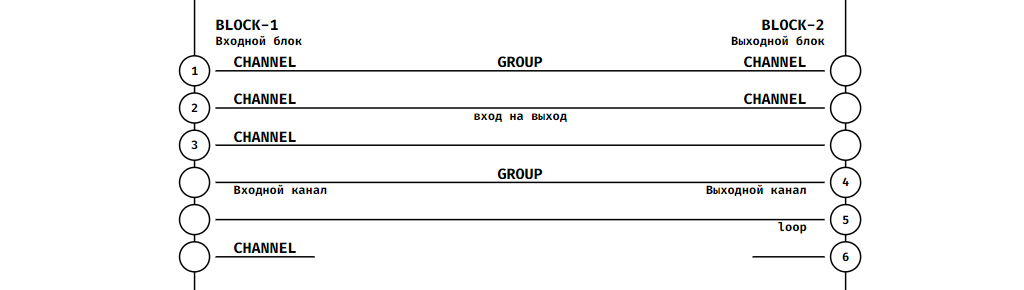 BLOCK-1 BLOCK-2
Входной блок Выходной блок
1 CHANNEL GROUP CHANNEL
2 CHANNEL CHANNEL
вход на выход
3 CHANNEL
GROUP 4
Входной канал Выходной канал
5
loop
CHANNEL 6